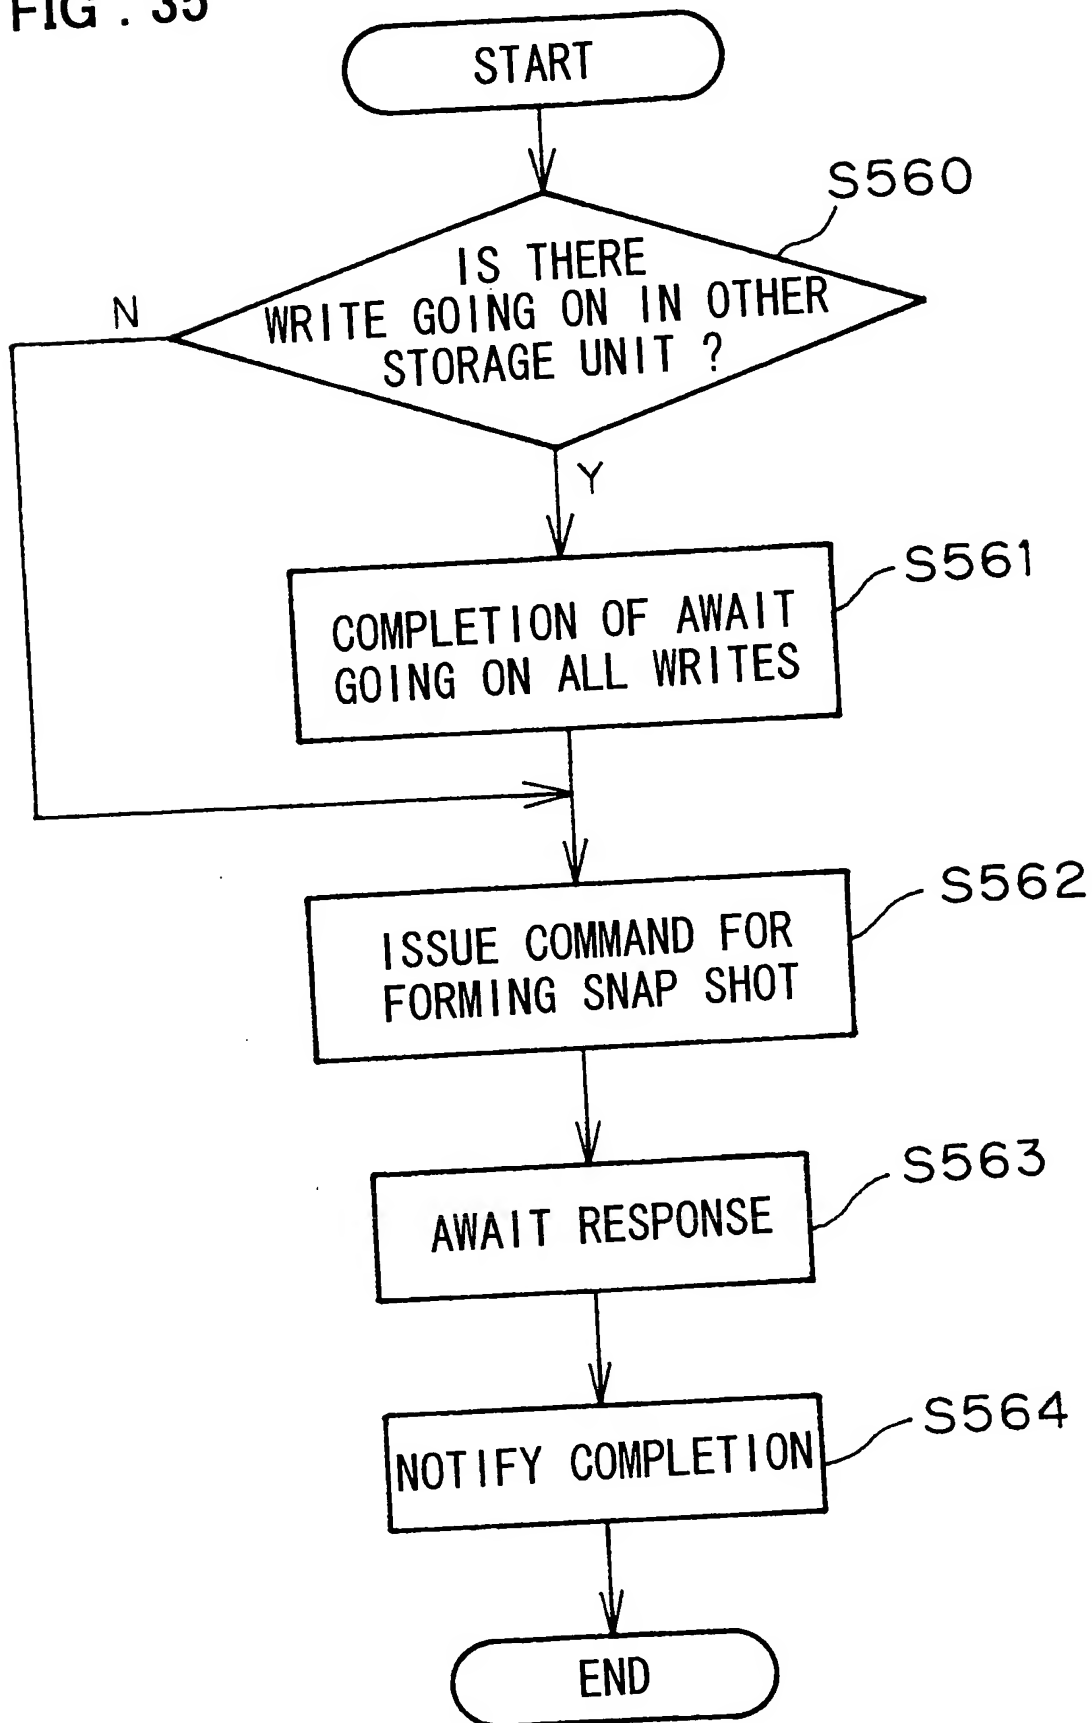 FIG . 35
START
S560
IS THERE
WRITE GOING ON IN OTHER
STORAGE UNIT ?
N
Y
S561
COMPLETION OF AWAIT
GOING ON ALL WRITES
S562
ISSUE COMMAND FOR
FORMING SNAP SHOT
S563
AWAIT RESPONSE
S564
NOTIFY COMPLETION
END